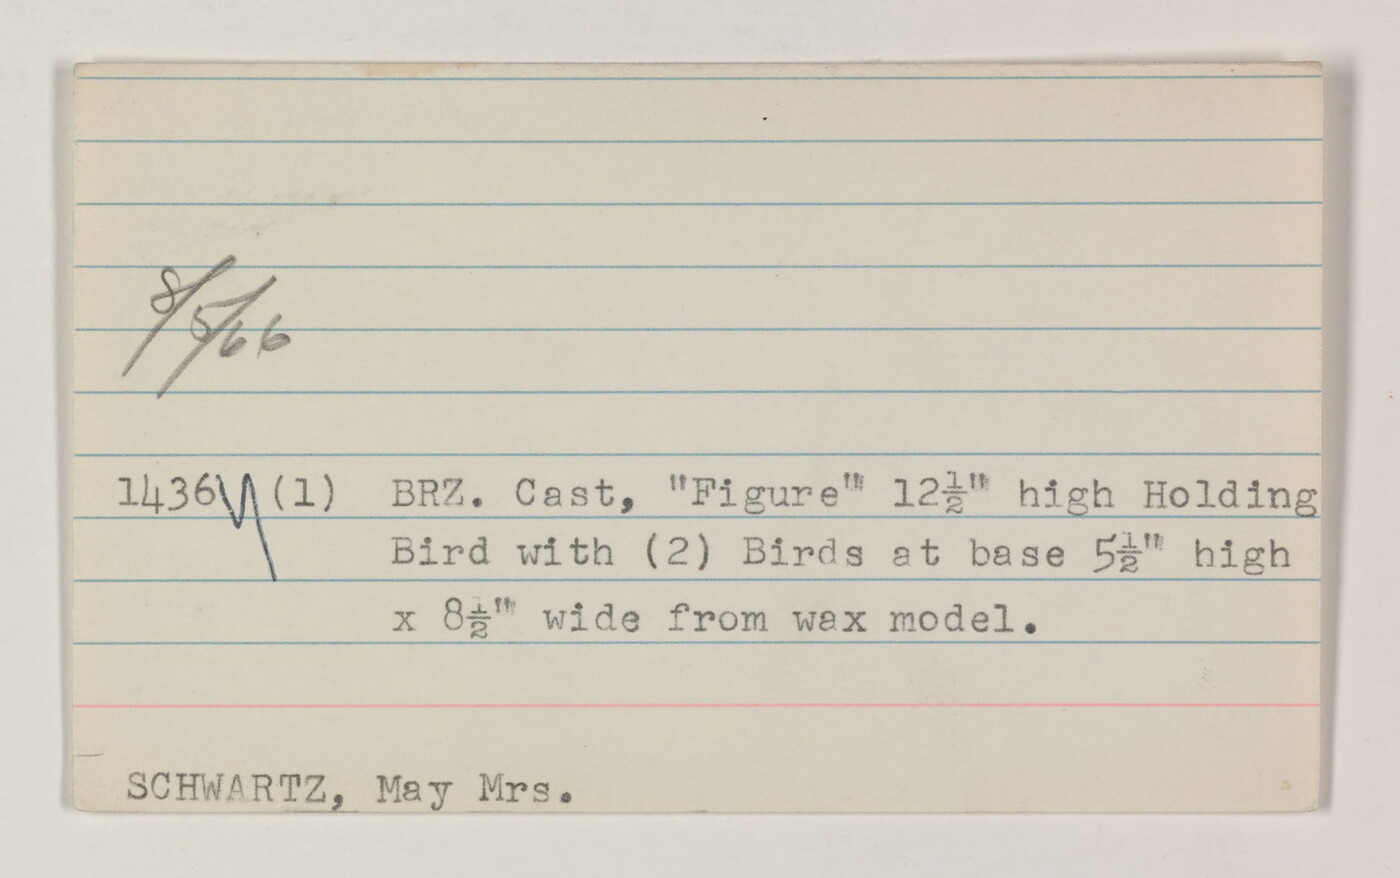 8/5/66
1436 (1) BRZ. Cast, "Figure" 12½" high Holding
Bird with (2) Birds at base 5½" high
x 8½" wide from wax model.
SCHWARTZ, May Mrs.